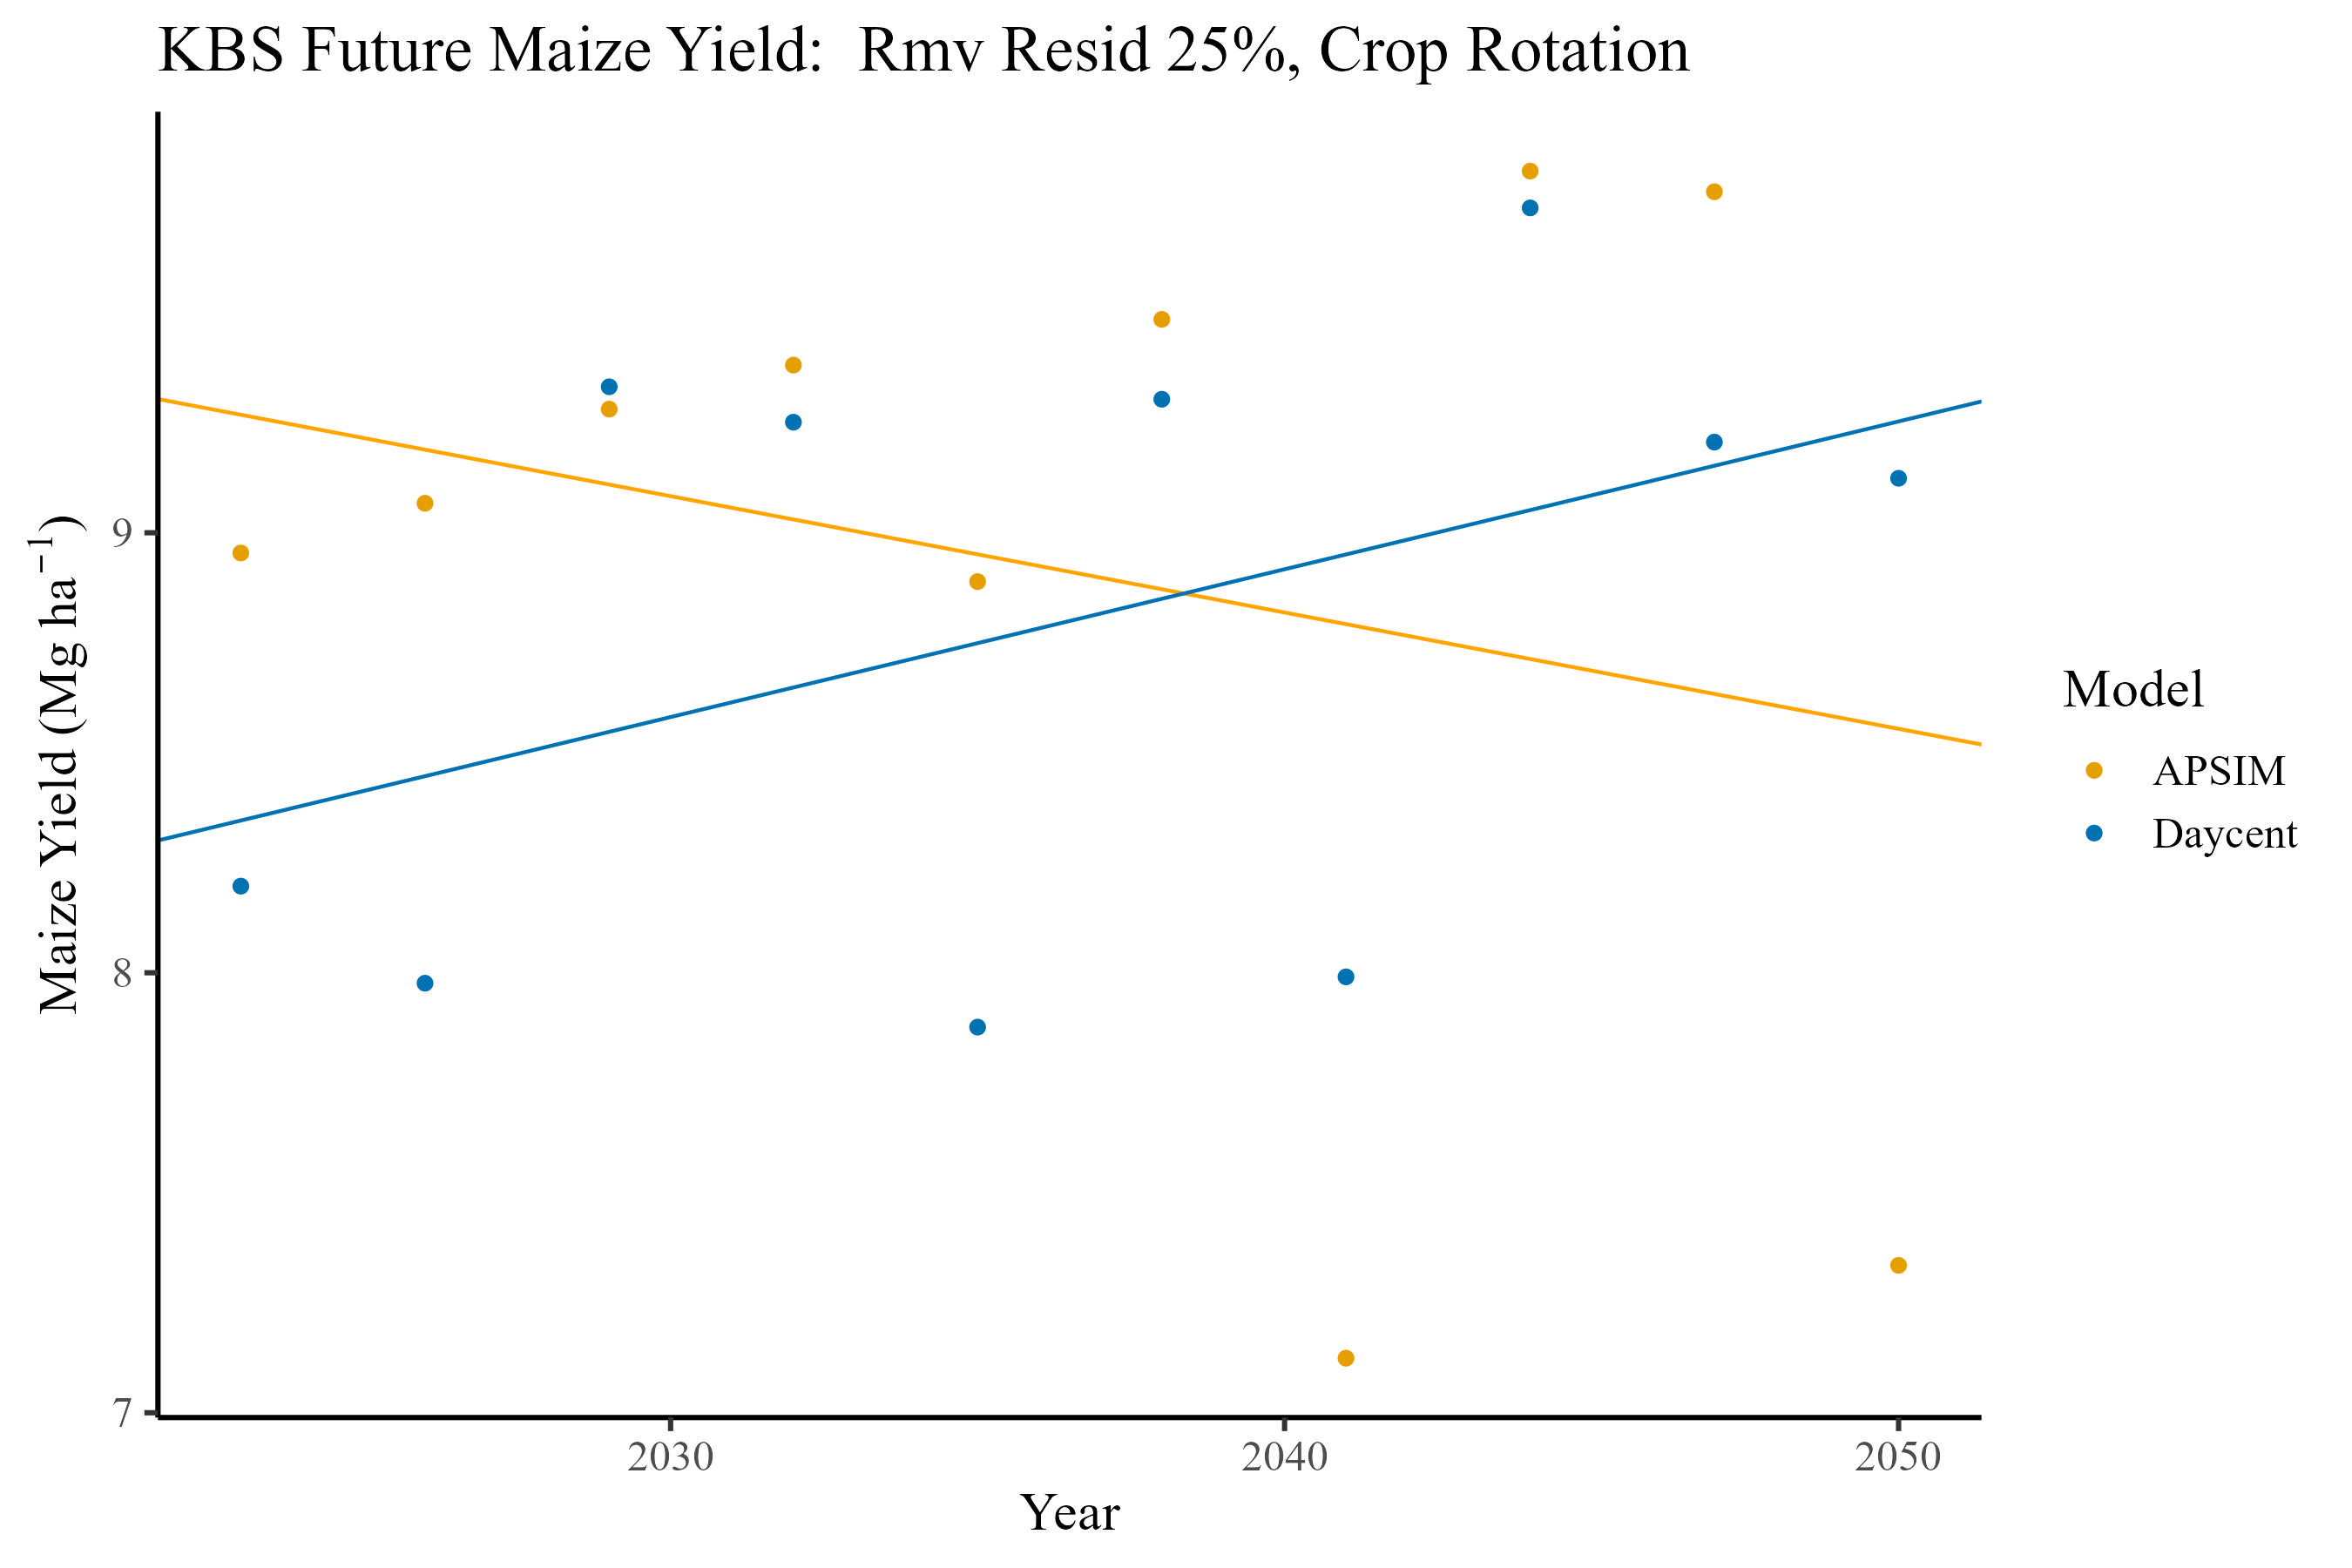 KBS Future Maize Yield:  Rmv Resid 25%, Crop Rotation
Maize Yield (Mg ha⁻¹)
9
8
7
2030 2040 2050
Year
Model
APSIM
Daycent